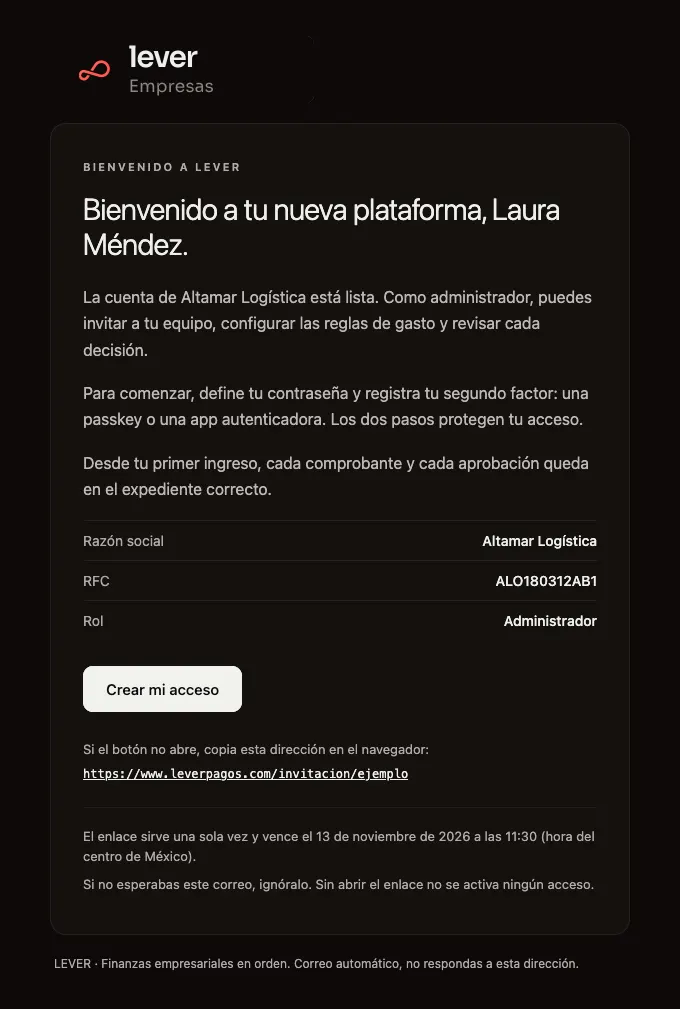 lever
Empresas
BIENVENIDO A LEVER
Bienvenido a tu nueva plataforma, Laura
Méndez.
La cuenta de Altamar Logística está lista. Como administrador, puedes
invitar a tu equipo, configurar las reglas de gasto y revisar cada
decisión.
Para comenzar, define tu contraseña y registra tu segundo factor: una
passkey o una app autenticadora. Los dos pasos protegen tu acceso.
Desde tu primer ingreso, cada comprobante y cada aprobación queda
en el expediente correcto.
Razón social Altamar Logística
RFC ALO180312AB1
Rol Administrador
Crear mi acceso
Si el botón no abre, copia esta dirección en el navegador:
https://www.leverpagos.com/invitacion/ejemplo
El enlace sirve una sola vez y vence el 13 de noviembre de 2026 a las 11:30 (hora del
centro de México).
Si no esperabas este correo, ignóralo. Sin abrir el enlace no se activa ningún acceso.
LEVER · Finanzas empresariales en orden. Correo automático, no respondas a esta dirección.